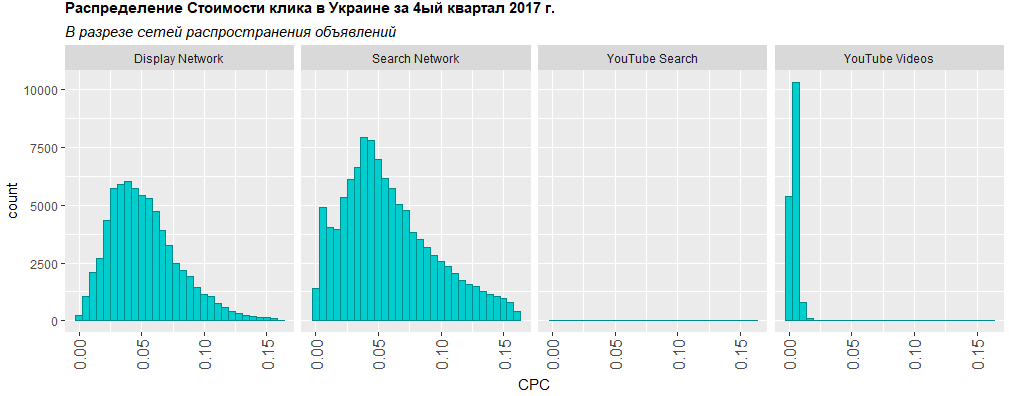 Распределение Стоимости клика в Украине за 4ый квартал 2017 г.
В разрезе сетей распространения объявлений
Display Network
Search Network
YouTube Search
YouTube Videos
count
10000
7500
5000
2500
0
0.00 0.05 0.10 0.15
0.00 0.05 0.10 0.15
0.00 0.05 0.10 0.15
0.00 0.05 0.10 0.15
CPC